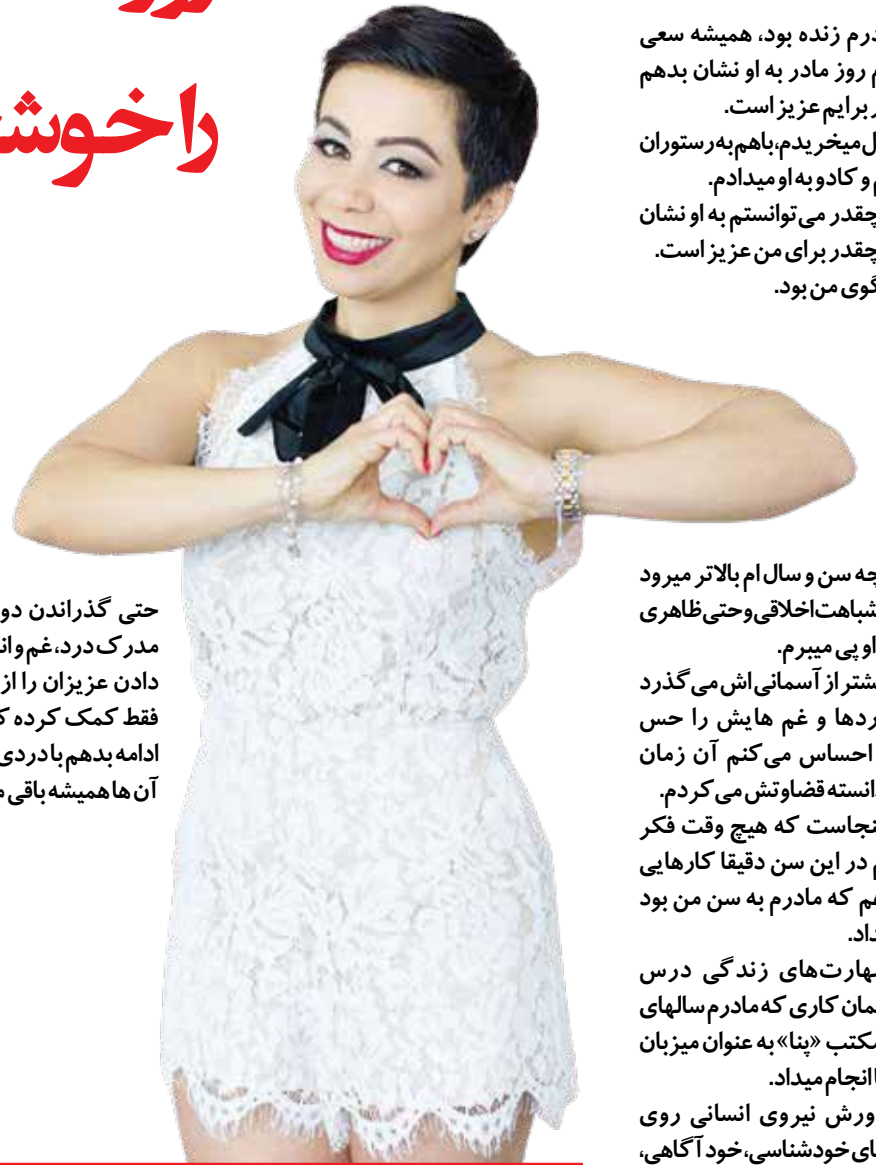 را خوش
درم زنده بود، همیشه سعی
م روز مادر به او نشان بدهم
ر برایم عزیز است.
ل میخریدم، باهم به رستوران
م و کادو به او میدادم.
چقدر می‌توانستم به او نشان
چقدر برای من عزیز است.
گوی من بود.
چه سن و سال ام بالاتر میرود
شباهت اخلاقی و حتی ظاهری
او پی میبرم.
شتر از آسمانی اش می گذرد
ردها و غم هایش را حس
احساس می‌کنم آن زمان
دانسته قضاوتش می کردم.
نجاست که هیچ وقت فکر
م در این سن دقیقا کارهایی
هم که مادرم به سن من بود
داد.
هارت‌های زندگی درس
مان کاری که مادرم سالهای
مکتب «پنا» به عنوان میزبان
ا انجام میداد.
ورش نیروی انسانی روی
ای خودشناسی، خود آگاهی،
حتی گذراندن دو
مدرک درد، غم و اند
دادن عزیزان را از
فقط کمک کرده ک
ادامه بدهم با دردی
آن ها همیشه باقی م